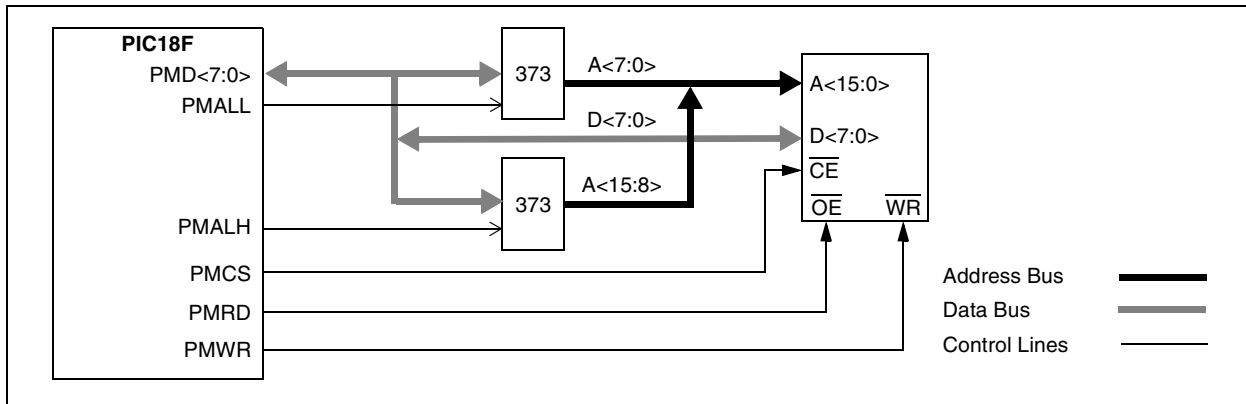 PIC18F
PMD<7:0>
PMALL
PMALH
PMCS
PMRD
PMWR
373
373
A<7:0>
D<7:0>
A<15:8>
A<15:0>
D<7:0>
CE
OE WR
Address Bus
Data Bus
Control Lines